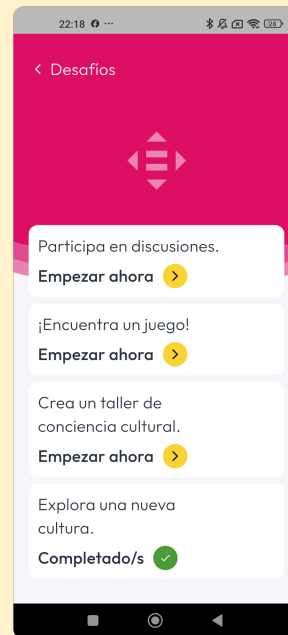 22:18 ...
28
Desafíos
Participa en discusiones.
Empezar ahora
¡Encuentra un juego!
Empezar ahora
Crea un taller de
conciencia cultural.
Empezar ahora
Explora una nueva
cultura.
Completado/s